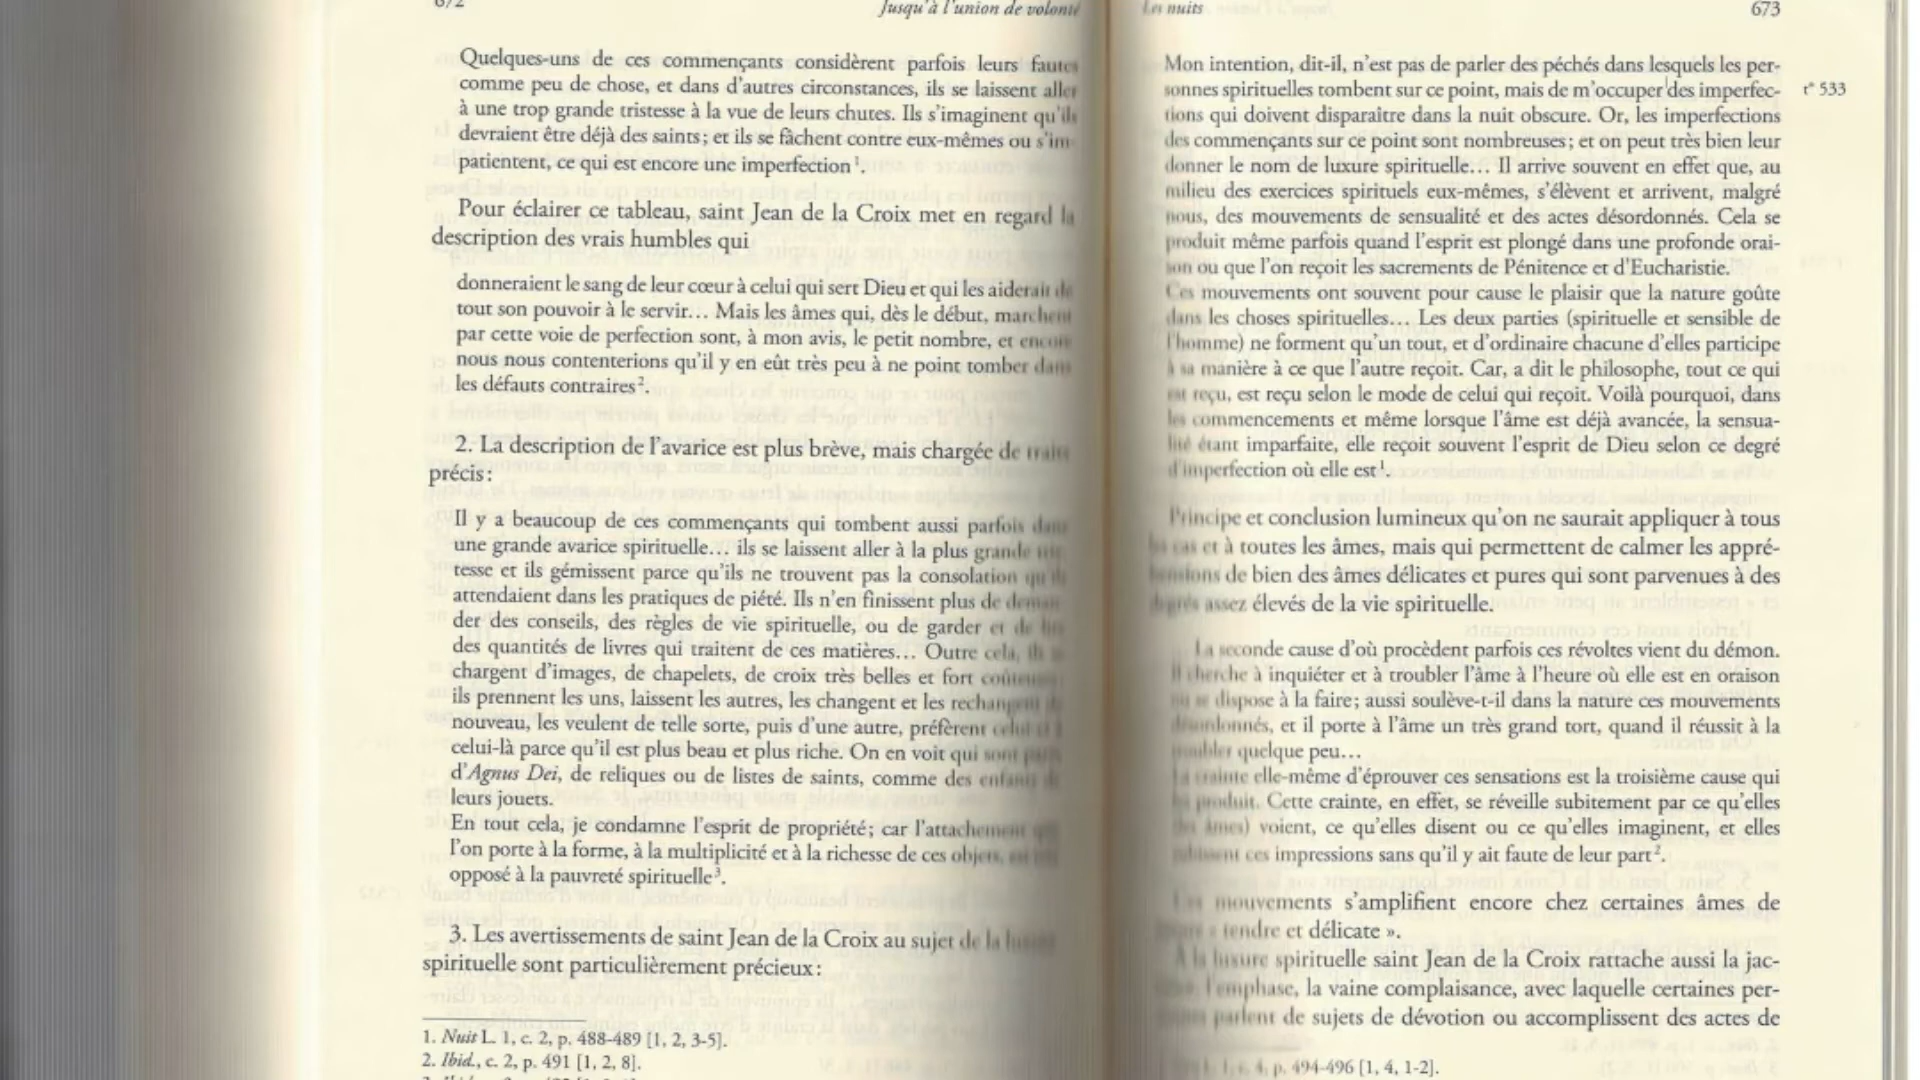 672
Jusqu'à l'union de volonté
Quelques-uns de ces commençants considèrent parfois leurs fautes
comme peu de chose, et dans d'autres circonstances, ils se laissent aller
à une trop grande tristesse à la vue de leurs chutes. Ils s'imaginent qu'ils
devraient être déjà des saints; et ils se fâchent contre eux-mêmes ou s'im-
patientent, ce qui est encore une imperfection¹.
Pour éclairer ce tableau, saint Jean de la Croix met en regard la
description des vrais humbles qui
donneraient le sang de leur cœur à celui qui sert Dieu et qui les aiderait de
tout son pouvoir à le servir... Mais les âmes qui, dès le début, marchent
par cette voie de perfection sont, à mon avis, le petit nombre, et encore
nous nous contenterions qu'il y en eût très peu à ne point tomber dans
les défauts contraires².
2. La description de l'avarice est plus brève, mais chargée de traits
précis:
Il y a beaucoup de ces commençants qui tombent aussi parfois dans
une grande avarice spirituelle... ils se laissent aller à la plus grande tris-
tesse et ils gémissent parce qu'ils ne trouvent pas la consolation qu'ils
attendaient dans les pratiques de piété. Ils n'en finissent plus de deman-
der des conseils, des règles de vie spirituelle, ou de garder et de lire
des quantités de livres qui traitent de ces matières... Outre cela, ils se
chargent d'images, de chapelets, de croix très belles et fort
ils prennent les uns, laissent les autres, les changent et les rechangent de
nouveau, les veulent de telle sorte, puis d'une autre, préfèrent celui-ci à
celui-là parce qu'il est plus beau et plus riche. On en voit qui sont parés
d'Agnus Dei, de reliques ou de listes de saints, comme des enfants de
leurs jouets.
En tout cela, je condamne l'esprit de propriété; car l'attachement que
l'on porte à la forme, à la multiplicité et à la richesse de ces objets, est
opposé à la pauvreté spirituelle³.
3. Les avertissements de saint Jean de la Croix au sujet de la luxure
spirituelle sont particulièrement précieux:
1. Nuit L. 1, c. 2, p. 488-489 [1, 2, 3-5].
2. Ibid., c. 2, p. 491 [1, 2, 8].
Les nuits
673
Mon intention, dit-il, n'est pas de parler des péchés dans lesquels les per-
sonnes spirituelles tombent sur ce point, mais de m'occuper des imperfec-
r° 533
tions qui doivent disparaître dans la nuit obscure. Or, les imperfections
des commençants sur ce point sont nombreuses; et on peut très bien leur
donner le nom de luxure spirituelle... Il arrive souvent en effet que, au
milieu des exercices spirituels eux-mêmes, s'élèvent et arrivent, malgré
nous, des mouvements de sensualité et des actes désordonnés. Cela se
produit même parfois quand l'esprit est plongé dans une profonde orai-
son ou que l'on reçoit les sacrements de Pénitence et d'Eucharistie.
Ces mouvements ont souvent pour cause le plaisir que la nature goûte
dans les choses spirituelles... Les deux parties (spirituelle et sensible de
l'homme) ne forment qu'un tout, et d'ordinaire chacune d'elles participe
à sa manière à ce que l'autre reçoit. Car, a dit le philosophe, tout ce qui
est reçu, est reçu selon le mode de celui qui reçoit. Voilà pourquoi, dans
les commencements et même lorsque l'âme est déjà avancée, la sensua-
lité étant imparfaite, elle reçoit souvent l'esprit de Dieu selon ce degré
d'imperfection où elle est¹.
Principe et conclusion lumineux qu'on ne saurait appliquer à tous
les cas et à toutes les âmes, mais qui permettent de calmer les appré-
hensions de bien des âmes délicates et pures qui sont parvenues à des
degrés assez élevés de la vie spirituelle.
La seconde cause d'où procèdent parfois ces révoltes vient du démon.
Il cherche à inquiéter et à troubler l'âme à l'heure où elle est en oraison
ou se dispose à la faire; aussi soulève-t-il dans la nature ces mouvements
désordonnés, et il porte à l'âme un très grand tort, quand il réussit à la
troubler quelque peu...
La crainte elle-même d'éprouver ces sensations est la troisième cause qui
les produit. Cette crainte, en effet, se réveille subitement par ce qu'elles
(les âmes) voient, ce qu'elles disent ou ce qu'elles imaginent, et elles
subissent ces impressions sans qu'il y ait faute de leur part².
Ces mouvements s'amplifient encore chez certaines âmes de
nature « tendre et délicate ».
À la luxure spirituelle saint Jean de la Croix rattache aussi la jac-
tance, l'emphase, la vaine complaisance, avec laquelle certaines per-
sonnes parlent de sujets de dévotion ou accomplissent des actes de
p. 494-496 [1, 4, 1-2].